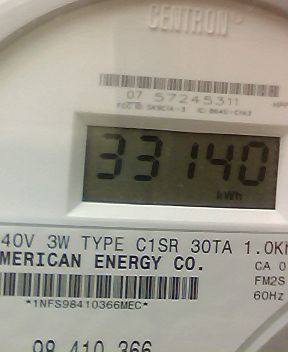 CENTRON
07 57245311
33140
kWh
40V 3W TYPE C1SR 30TA 1.0K
MERICAN ENERGY CO.
CA 0
FM2S
*1NFS98410366MEC*
60Hz
98 410 366